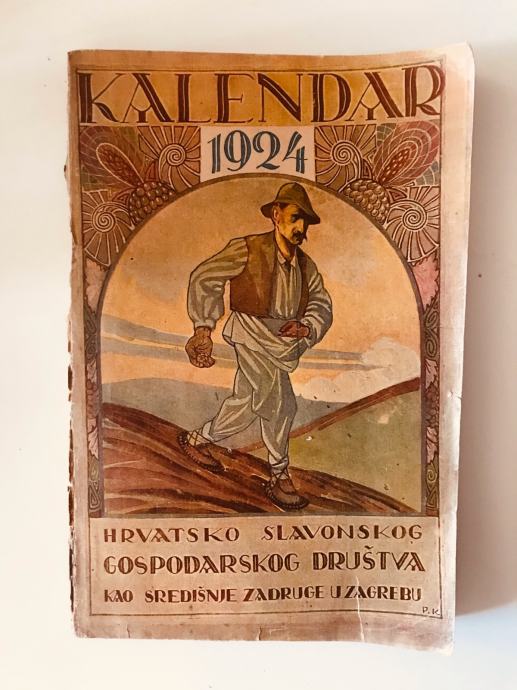 KALENDAR
1924
HRVATSKO SLAVONSKOG
GOSPODARSKOG DRUŠTVA
KAO SREDIŠNJE ZADRUGE U ZAGREBU
P. K.